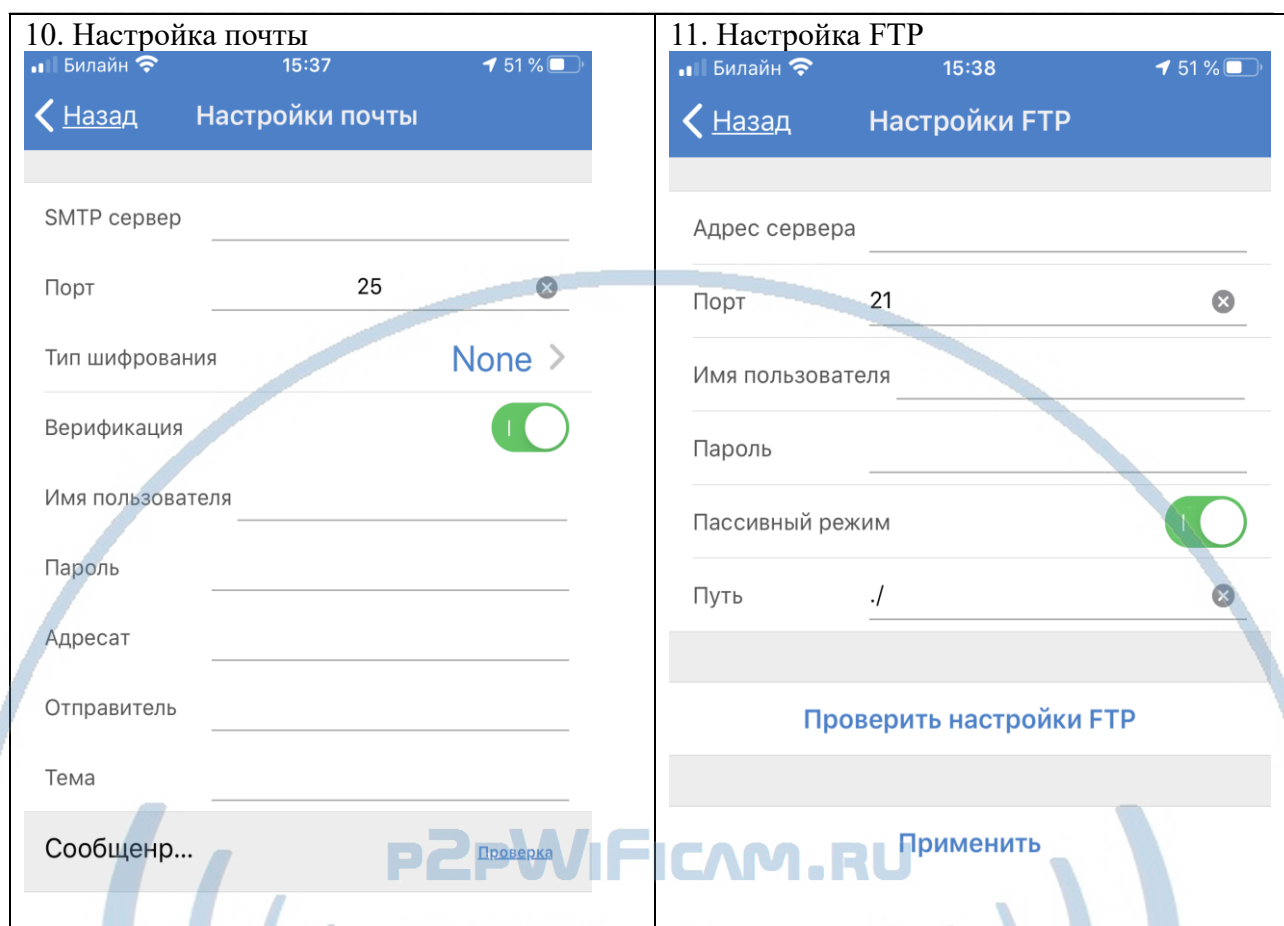 10. Настройка почты
Билайн 15:37 51 %
Назад Настройки почты
SMTP сервер
Порт 25
Тип шифрования None
Верификация
Имя пользователя
Пароль
Адресат
Отправитель
Тема
Сообщенр... Проверка
11. Настройка FTP
Билайн 15:38 51 %
Назад Настройки FTP
Адрес сервера
Порт 21
Имя пользователя
Пароль
Пассивный режим
Путь ./
Проверить настройки FTP
Применить
P2PWIFICAM.RU